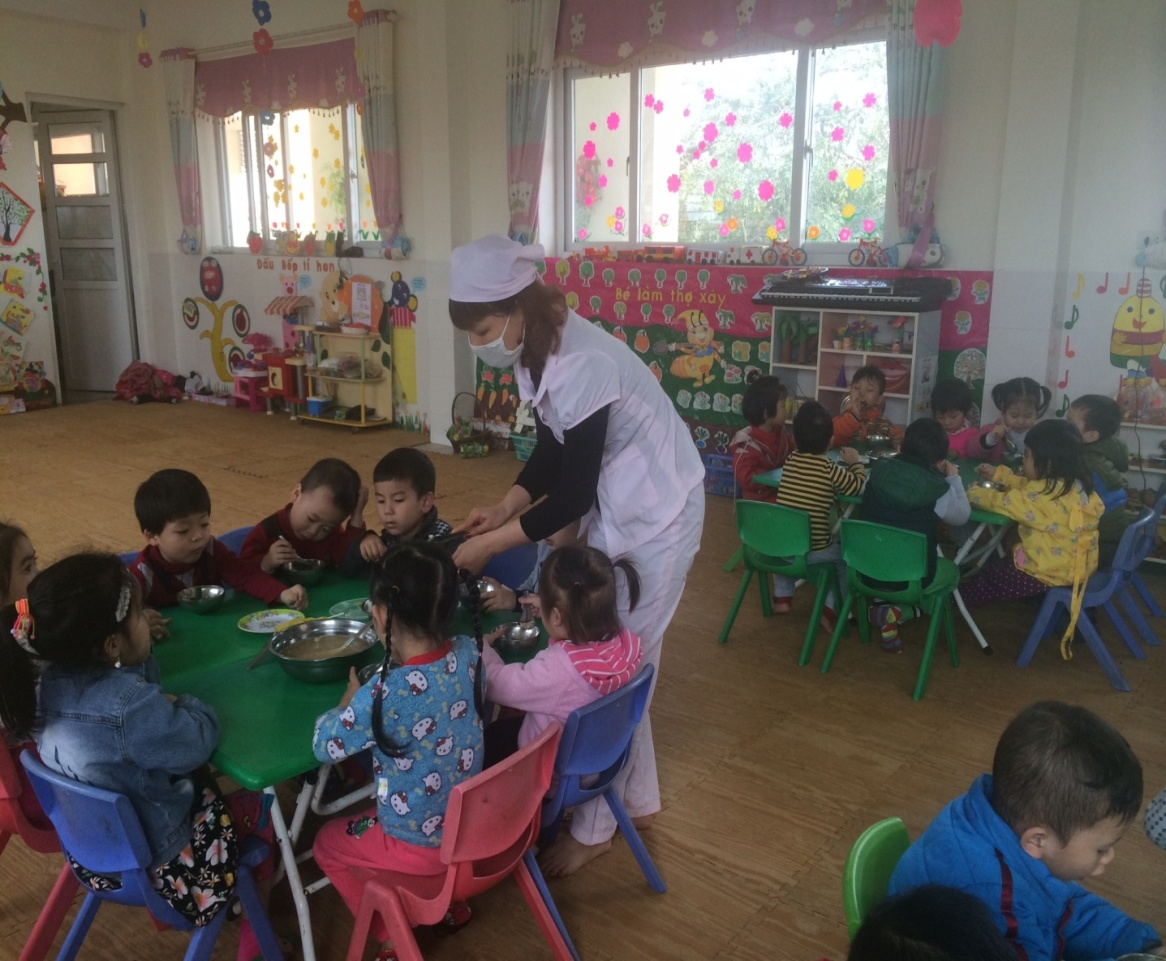 Đầu bếp tí hon
Bé làm thợ xây